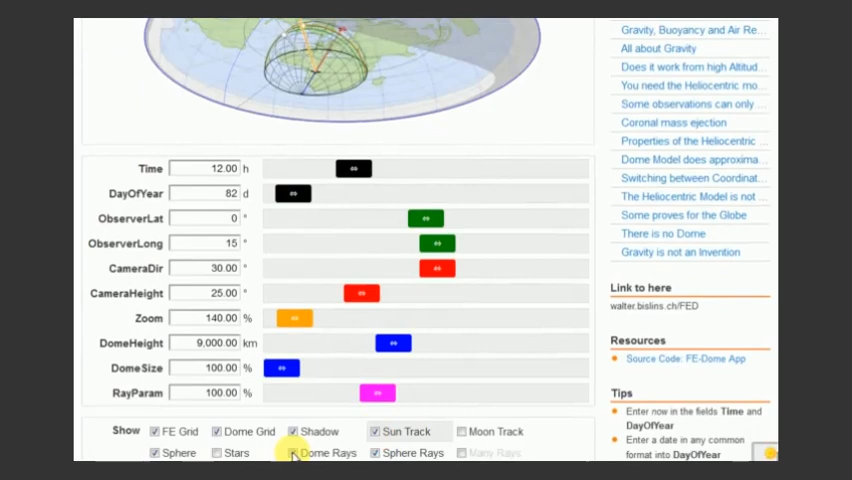 Gravity, Buoyancy and Air Re...
All about Gravity
Does it work from high Altitud...
You need the Heliocentric mo...
Some observations can only ...
Coronal mass ejection
Properties of the Heliocentric ...
Dome Model does approxima...
Switching between Coordinat...
The Heliocentric Model is not ...
Some proves for the Globe
There is no Dome
Gravity is not an Invention
Time 12.00 h
DayOfYear 82 d
ObserverLat 0 °
ObserverLong 15 °
CameraDir 30.00 °
CameraHeight 25.00 °
Zoom 140.00 %
DomeHeight 9,000.00 km
DomeSize 100.00 %
RayParam 100.00 %
Show FE Grid Dome Grid Shadow Sun Track Moon Track
Sphere Stars Dome Rays Sphere Rays Many Rays
Link to here
walter.bislins.ch/FED
Resources
Source Code: FE-Dome App
Tips
Enter now in the fields Time and
DayOfYear
Enter a date in any common
format into DayOfYear